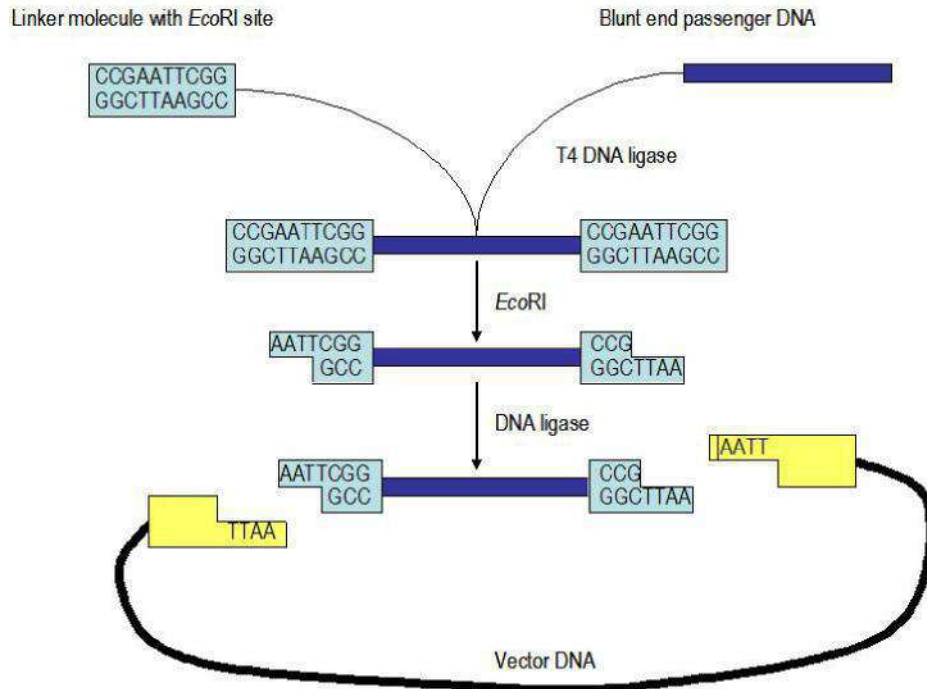 Linker molecule with EcoRI site
Blunt end passenger DNA
CCGAATTCGG
GGCTTAAGCC
T4 DNA ligase
CCGAATTCGG
GGCTTAAGCC
CCGAATTCGG
GGCTTAAGCC
EcoRI
AATTCGG
GCC
CCG
GGCTTAA
DNA ligase
AATT
AATTCGG
GCC
CCG
GGCTTAA
TTAA
Vector DNA